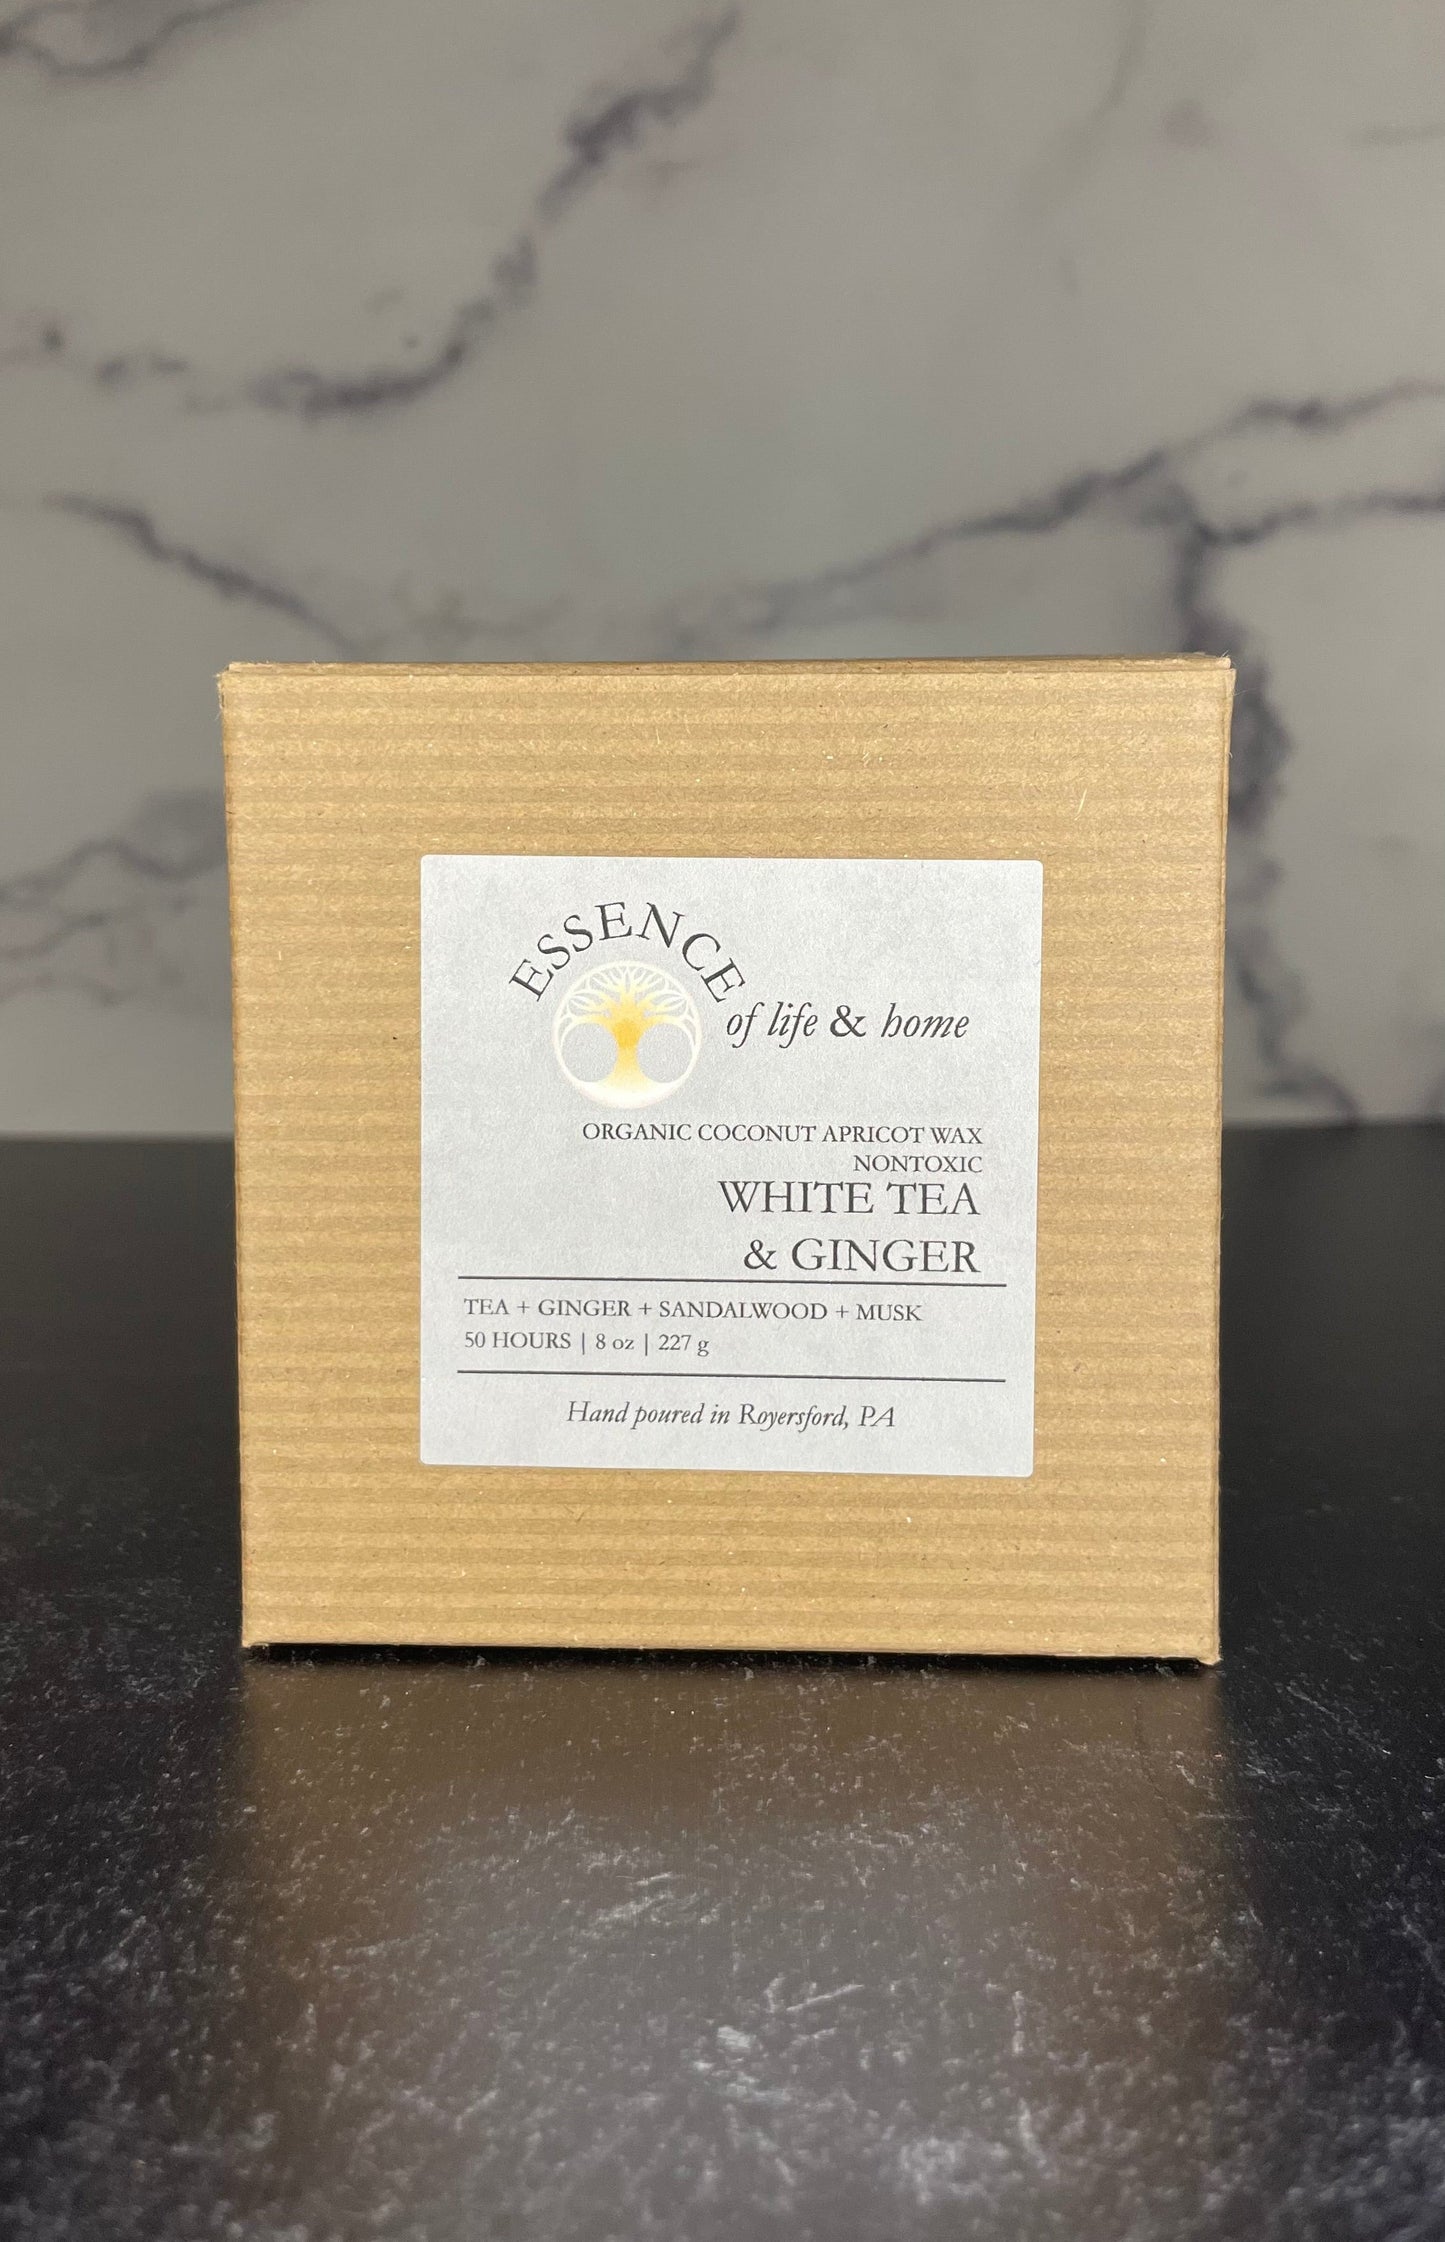 ESSENCE
of life & home
ORGANIC COCONUT APRICOT WAX
NONTOXIC
WHITE TEA
& GINGER
TEA + GINGER + SANDALWOOD + MUSK
50 HOURS | 8 oz | 227 g
Hand poured in Royersford, PA